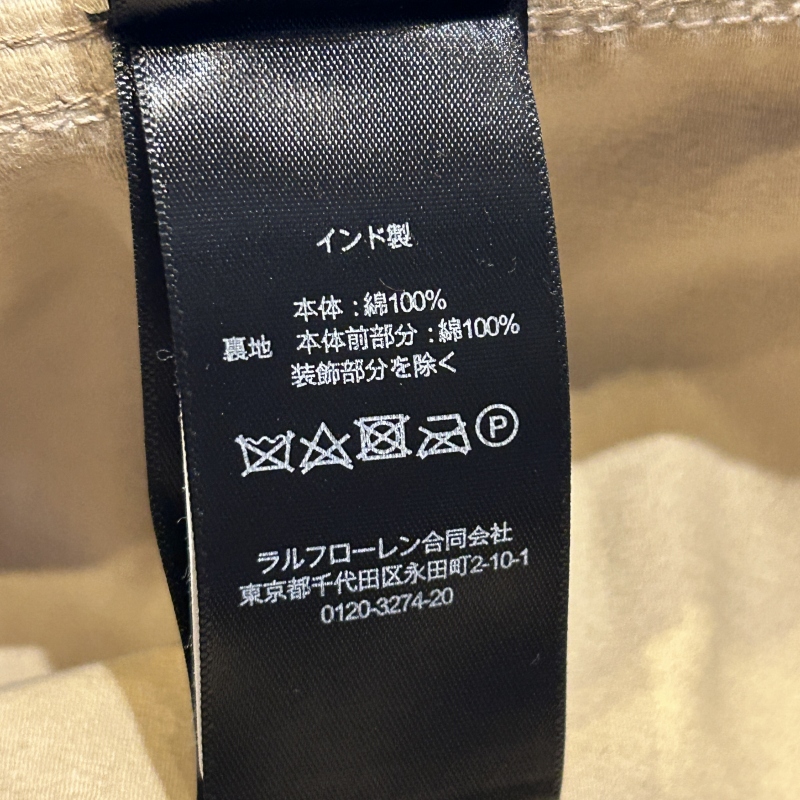 インド製
本体:綿100%
裏地 本体前部分:綿100%
装飾部分を除く
P
ラルフローレン合同会社
東京都千代田区永田町2-10-1
0120-3274-20